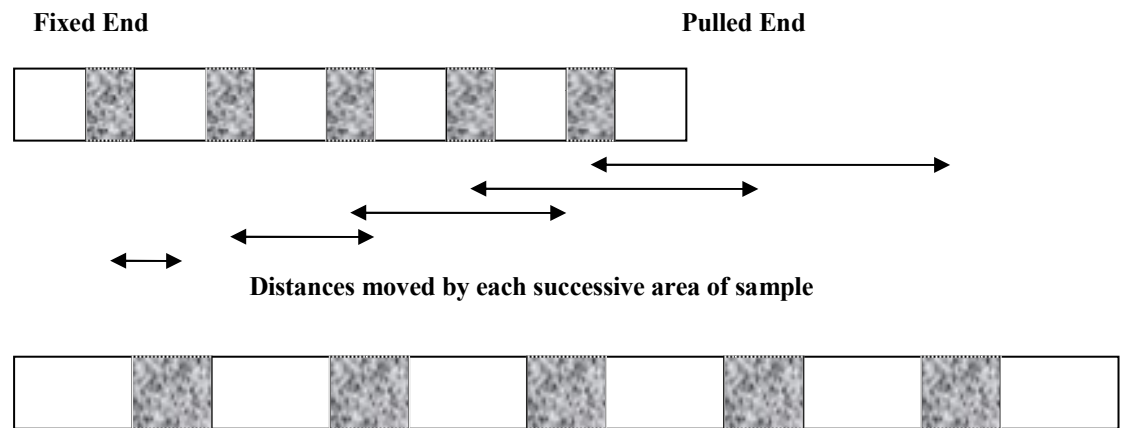 Fixed End
Pulled End
Distances moved by each successive area of sample